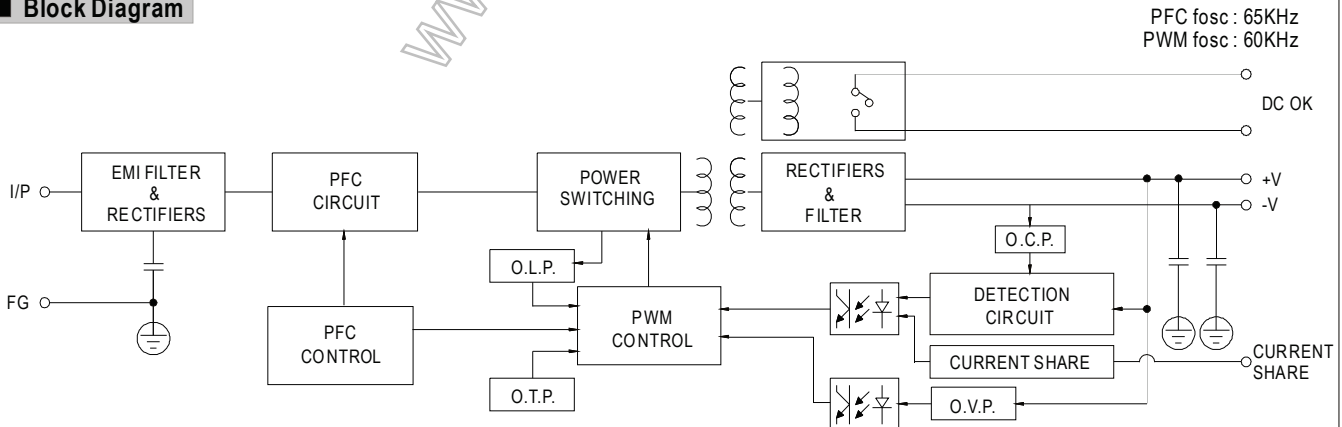 Block Diagram
PFC fosc : 65KHz
PWM fosc : 60KHz
DC OK
I/P
EMI FILTER
&
RECTIFIERS
PFC
CIRCUIT
POWER
SWITCHING
RECTIFIERS
&
FILTER
+V
-V
O.C.P.
O.L.P.
FG
PFC
CONTROL
PWM
CONTROL
DETECTION
CIRCUIT
CURRENT SHARE
CURRENT
SHARE
O.T.P.
O.V.P.